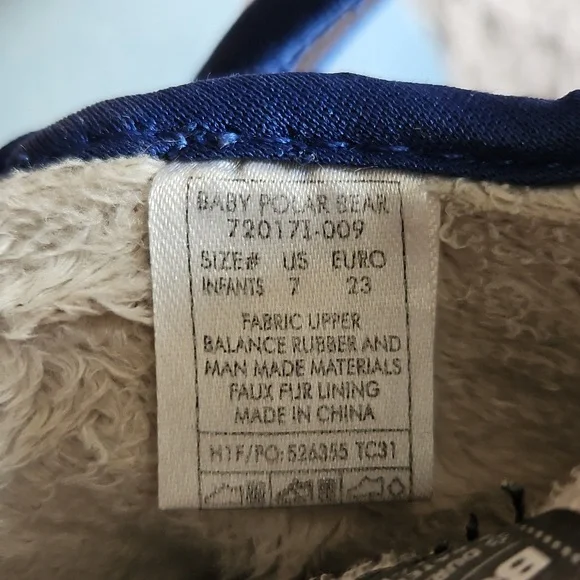 BABY POLAR BEAR
720171-009
SIZE# US EURO
INFANTS 7 23
FABRIC UPPER
BALANCE RUBBER AND
MAN MADE MATERIALS
FAUX FUR LINING
MADE IN CHINA
H1F/PO: 526355 TC31